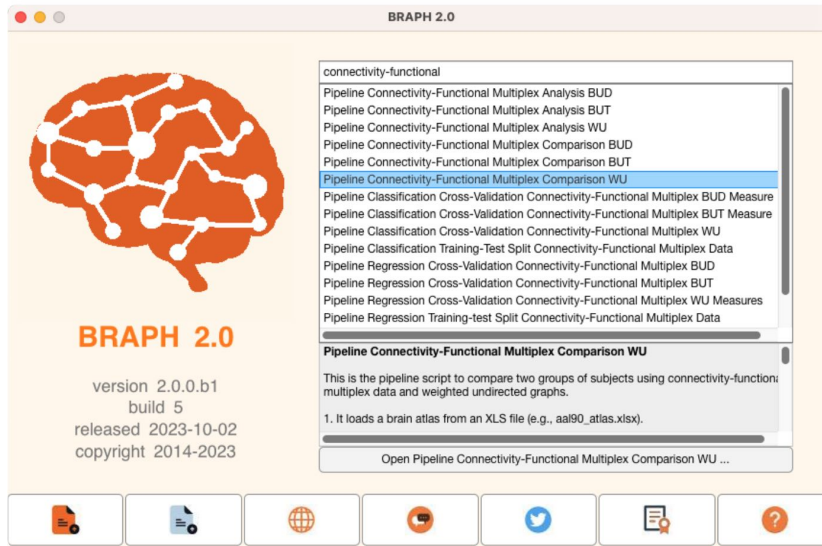 BRAPH 2.0
connectivity-functional
Pipeline Connectivity-Functional Multiplex Analysis BUD
Pipeline Connectivity-Functional Multiplex Analysis BUT
Pipeline Connectivity-Functional Multiplex Analysis WU
Pipeline Connectivity-Functional Multiplex Comparison BUD
Pipeline Connectivity-Functional Multiplex Comparison BUT
Pipeline Connectivity-Functional Multiplex Comparison WU
Pipeline Classification Cross-Validation Connectivity-Functional Multiplex BUD Measure
Pipeline Classification Cross-Validation Connectivity-Functional Multiplex BUT Measure
Pipeline Classification Cross-Validation Connectivity-Functional Multiplex WU
Pipeline Classification Training-Test Split Connectivity-Functional Multiplex Data
Pipeline Regression Cross-Validation Connectivity-Functional Multiplex BUD
Pipeline Regression Cross-Validation Connectivity-Functional Multiplex BUT
Pipeline Regression Cross-Validation Connectivity-Functional Multiplex WU Measures
Pipeline Regression Training-test Split Connectivity-Functional Multiplex Data
Pipeline Connectivity-Functional Multiplex Comparison WU
This is the pipeline script to compare two groups of subjects using connectivity-functiona
multiplex data and weighted undirected graphs.
1. It loads a brain atlas from an XLS file (e.g., aal90_atlas.xlsx).
Open Pipeline Connectivity-Functional Multiplex Comparison WU ...
BRAPH 2.0
version 2.0.0.b1
build 5
released 2023-10-02
copyright 2014-2023